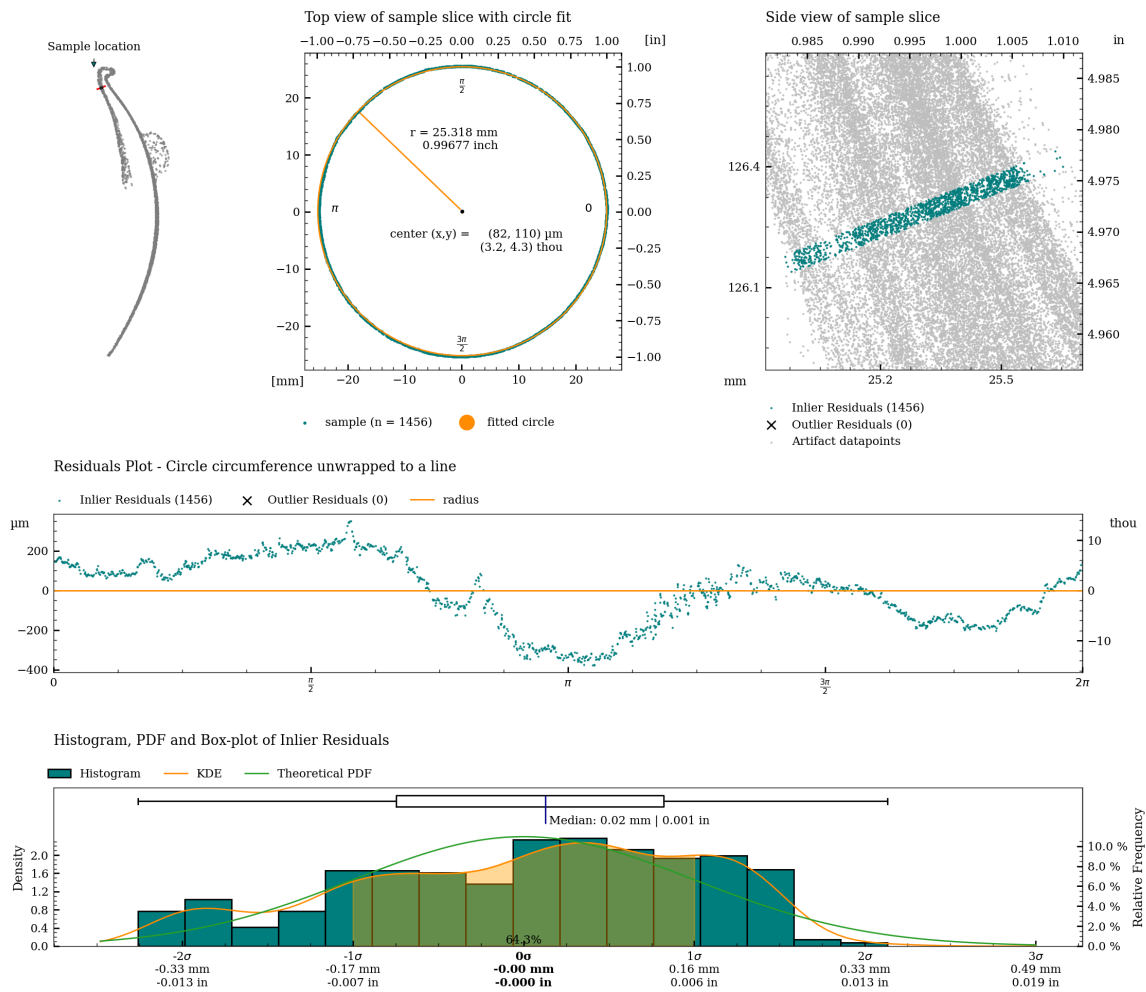 Sample location
Top view of sample slice with circle fit
−1.00 −0.75 −0.50 −0.25 0.00 0.25 0.50 0.75 1.00 [in]
20 10 0 −10 −20
1.00 0.75 0.50 0.25 0.00 −0.25 −0.50 −0.75 −1.00
π/2
r = 25.318 mm
0.99677 inch
π 0
center (x,y) = (82, 110) µm
(3.2, 4.3) thou
3π/2
[mm] −20 −10 0 10 20
sample (n = 1456) fitted circle
Side view of sample slice
0.985 0.990 0.995 1.000 1.005 1.010 in
126.4 126.1
4.985 4.980 4.975 4.970 4.965 4.960
mm 25.2 25.5
Inlier Residuals (1456)
Outlier Residuals (0)
Artifact datapoints
Residuals Plot - Circle circumference unwrapped to a line
Inlier Residuals (1456) Outlier Residuals (0) radius
µm thou
200 0 −200 −400
10 0 −10
0 π/2 π 3π/2 2π
Histogram, PDF and Box-plot of Inlier Residuals
Histogram KDE Theoretical PDF
Median: 0.02 mm | 0.001 in
Density
2.0 1.6 1.2 0.8 0.4 0.0
10.0 % 8.0 % 6.0 % 4.0 % 2.0 % 0.0 %
Relative Frequency
64.3%
-2σ -1σ 0σ 1σ 2σ 3σ
-0.33 mm -0.17 mm -0.00 mm 0.16 mm 0.33 mm 0.49 mm
-0.013 in -0.007 in -0.000 in 0.006 in 0.013 in 0.019 in